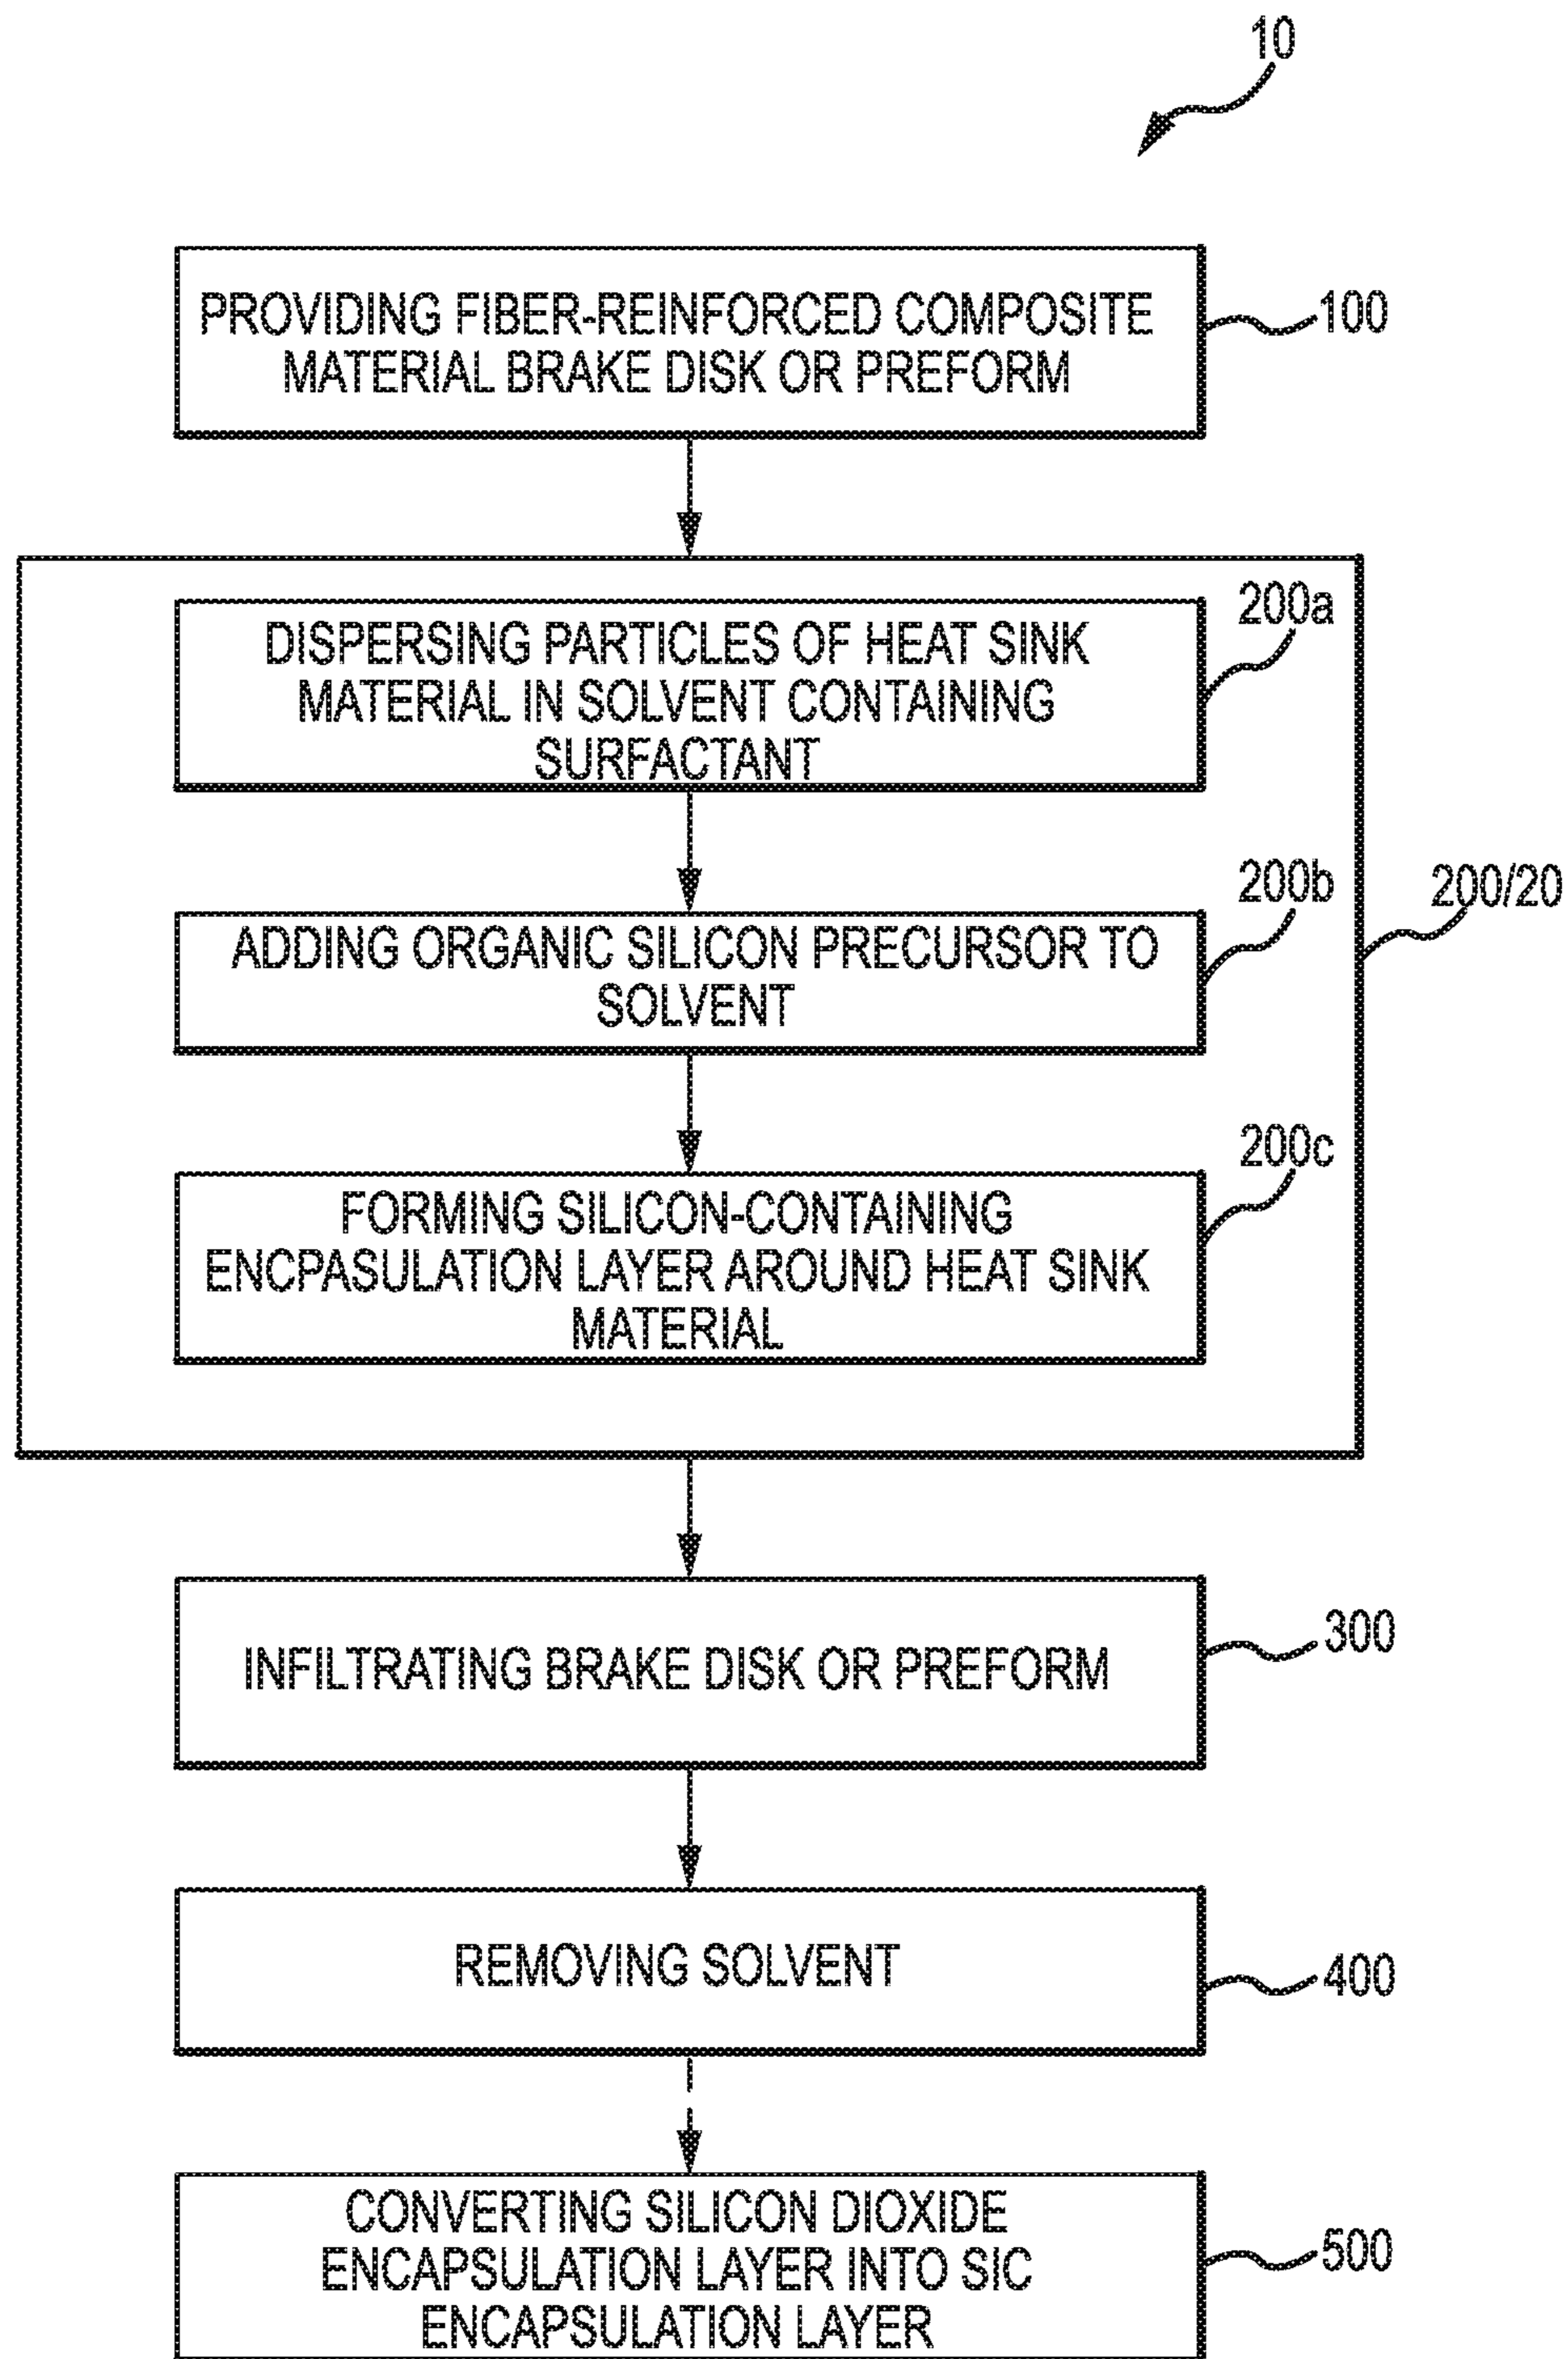 10
PROVIDING FIBER-REINFORCED COMPOSITE
MATERIAL BRAKE DISK OR PREFORM
100
DISPERSING PARTICLES OF HEAT SINK
MATERIAL IN SOLVENT CONTAINING
SURFACTANT
200a
ADDING ORGANIC SILICON PRECURSOR TO
SOLVENT
200b
200/20
FORMING SILICON-CONTAINING
ENCPASULATION LAYER AROUND HEAT SINK
MATERIAL
200c
INFILTRATING BRAKE DISK OR PREFORM
300
REMOVING SOLVENT
400
CONVERTING SILICON DIOXIDE
ENCAPSULATION LAYER INTO SIC
ENCAPSULATION LAYER
500